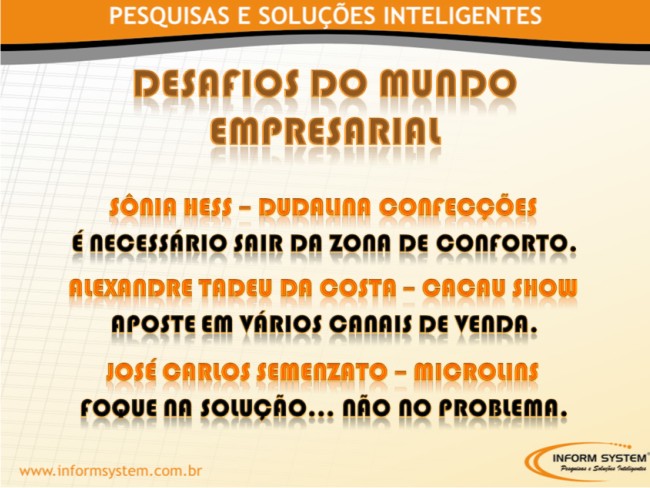 PESQUISAS E SOLUÇÕES INTELIGENTES
DESAFIOS DO MUNDO
EMPRESARIAL
SÔNIA HESS – DUDALINA CONFECÇÕES
É NECESSÁRIO SAIR DA ZONA DE CONFORTO.
ALEXANDRE TADEU DA COSTA – CACAU SHOW
APOSTE EM VÁRIOS CANAIS DE VENDA.
JOSÉ CARLOS SEMENZATO – MICROLINS
FOQUE NA SOLUÇÃO... NÃO NO PROBLEMA.
INFORM SYSTEM
Pesquisas e Soluções Inteligentes
www.informsystem.com.br